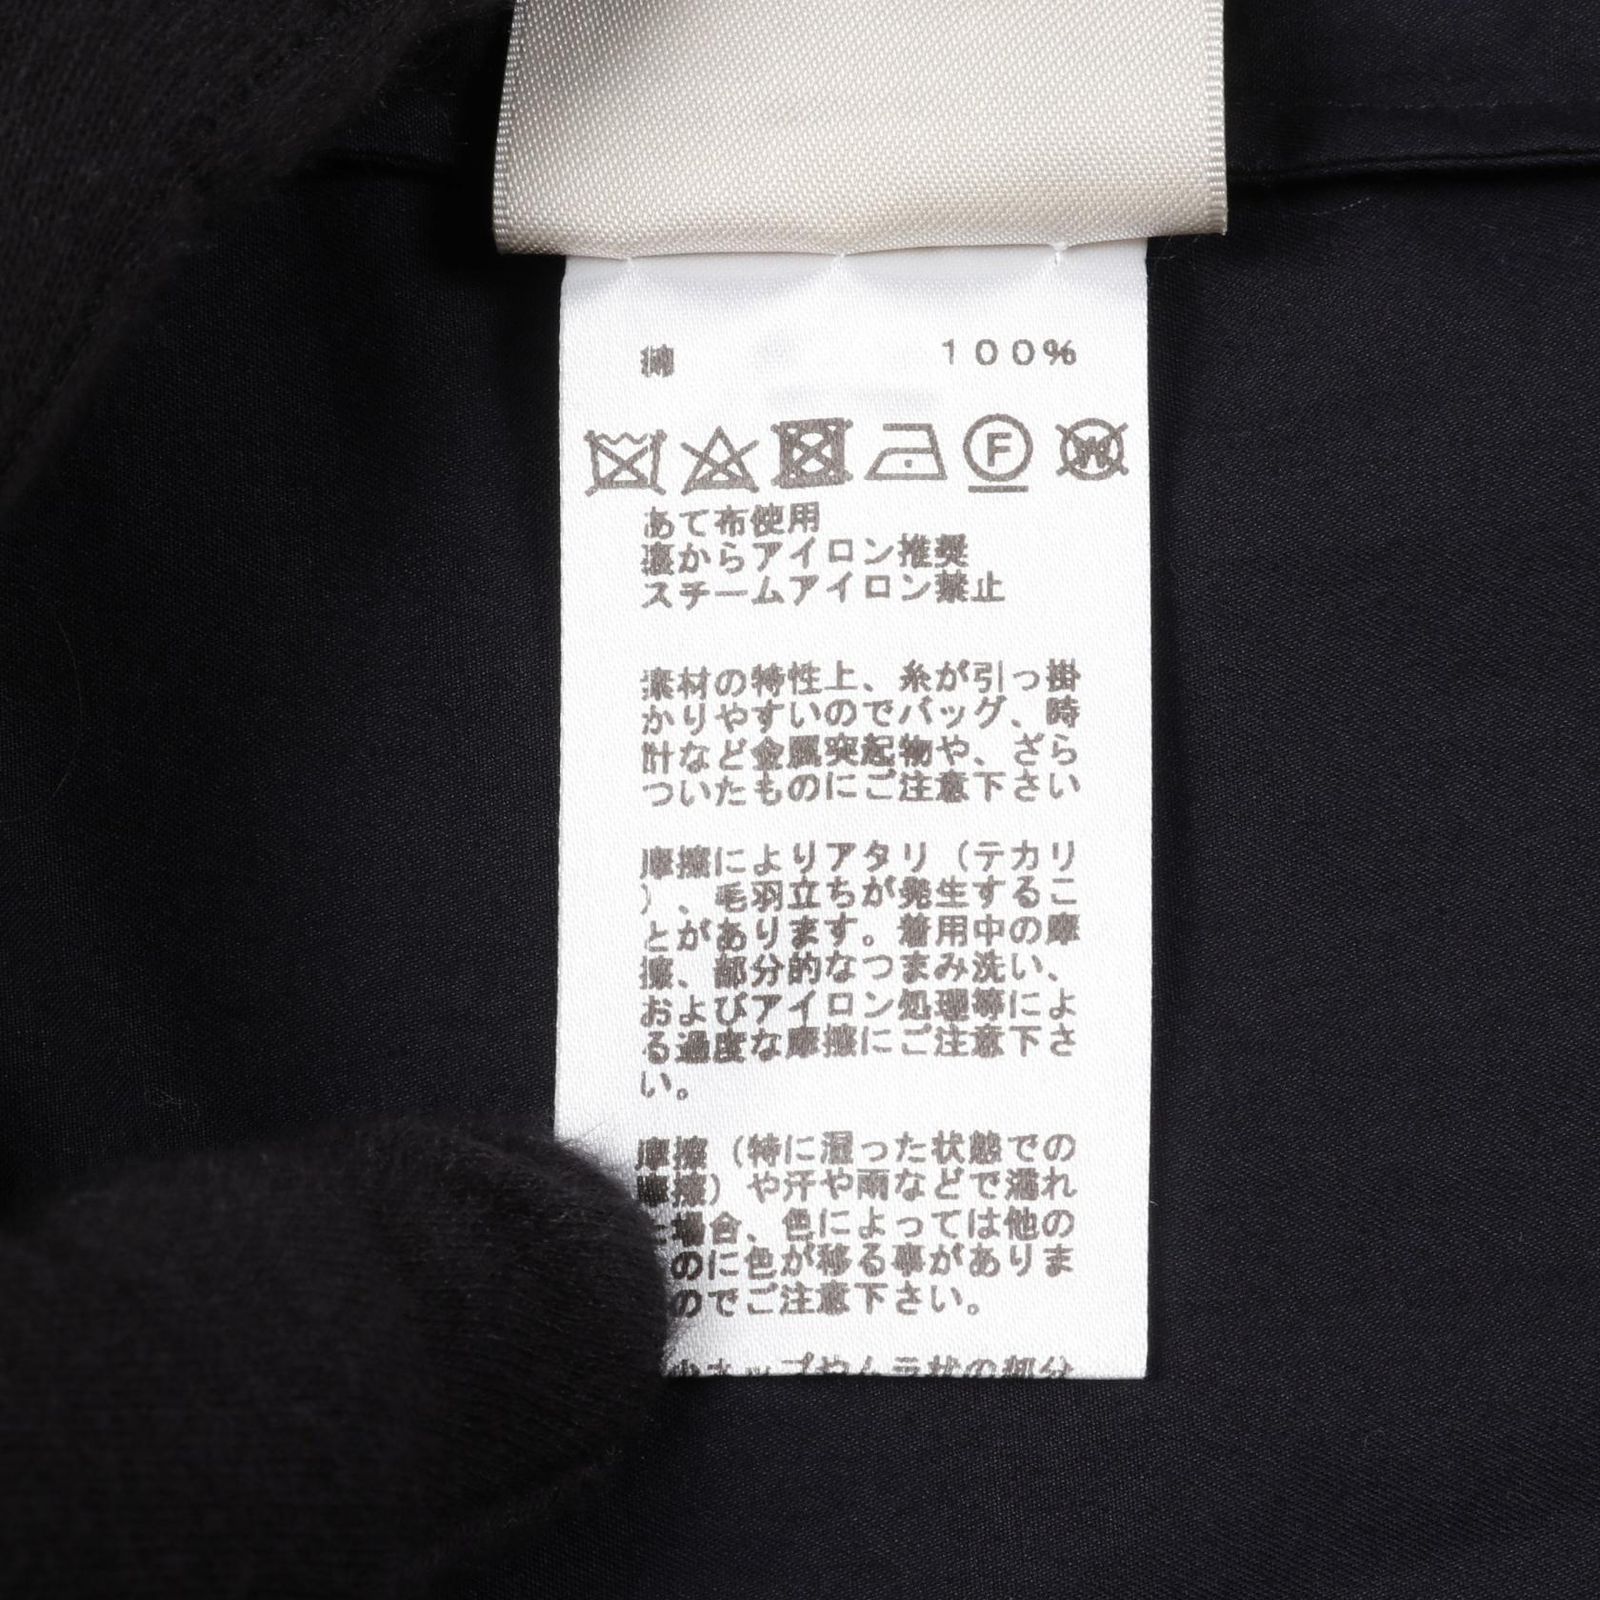 綿 100%
F W
あて布使用
裏からアイロン推奨
スチームアイロン禁止
素材の特性上、糸が引っ掛
かりやすいのでバッグ、時
計など金属突起物や、ざら
ついたものにご注意下さい
摩擦によりアタリ（テカリ
）、毛羽立ちが発生するこ
とがあります。着用中の摩
擦、部分的なつまみ洗い、
およびアイロン処理等によ
る過度な摩擦にご注意下さ
い。
摩擦（特に湿った状態での
摩擦）や汗や雨などで濡れ
た場合、色によっては他の
のに色が移る事がありま
のでご注意下さい。